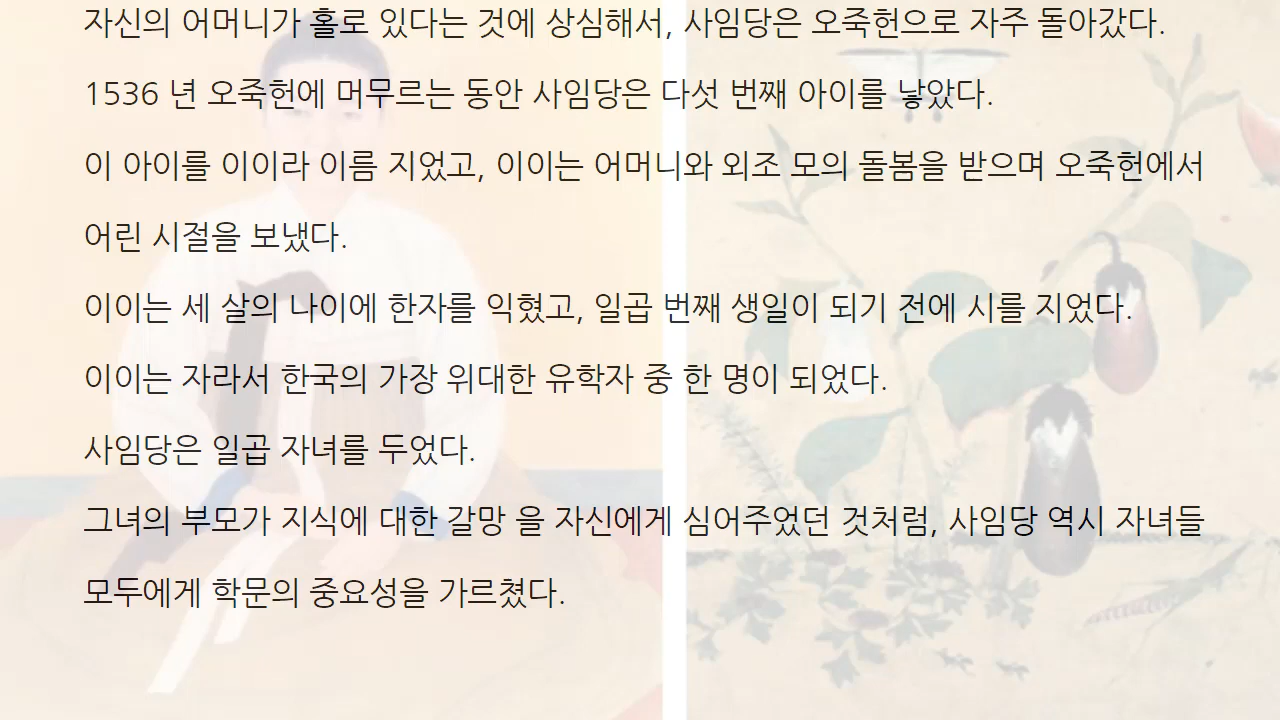 자신의 어머니가 홀로 있다는 것에 상심해서, 사임당은 오죽헌으로 자주 돌아갔다.
1536 년 오죽헌에 머무르는 동안 사임당은 다섯 번째 아이를 낳았다.
이 아이를 이이라 이름 지었고, 이이는 어머니와 외조 모의 돌봄을 받으며 오죽헌에서
어린 시절을 보냈다.
이이는 세 살의 나이에 한자를 익혔고, 일곱 번째 생일이 되기 전에 시를 지었다.
이이는 자라서 한국의 가장 위대한 유학자 중 한 명이 되었다.
사임당은 일곱 자녀를 두었다.
그녀의 부모가 지식에 대한 갈망 을 자신에게 심어주었던 것처럼, 사임당 역시 자녀들
모두에게 학문의 중요성을 가르쳤다.